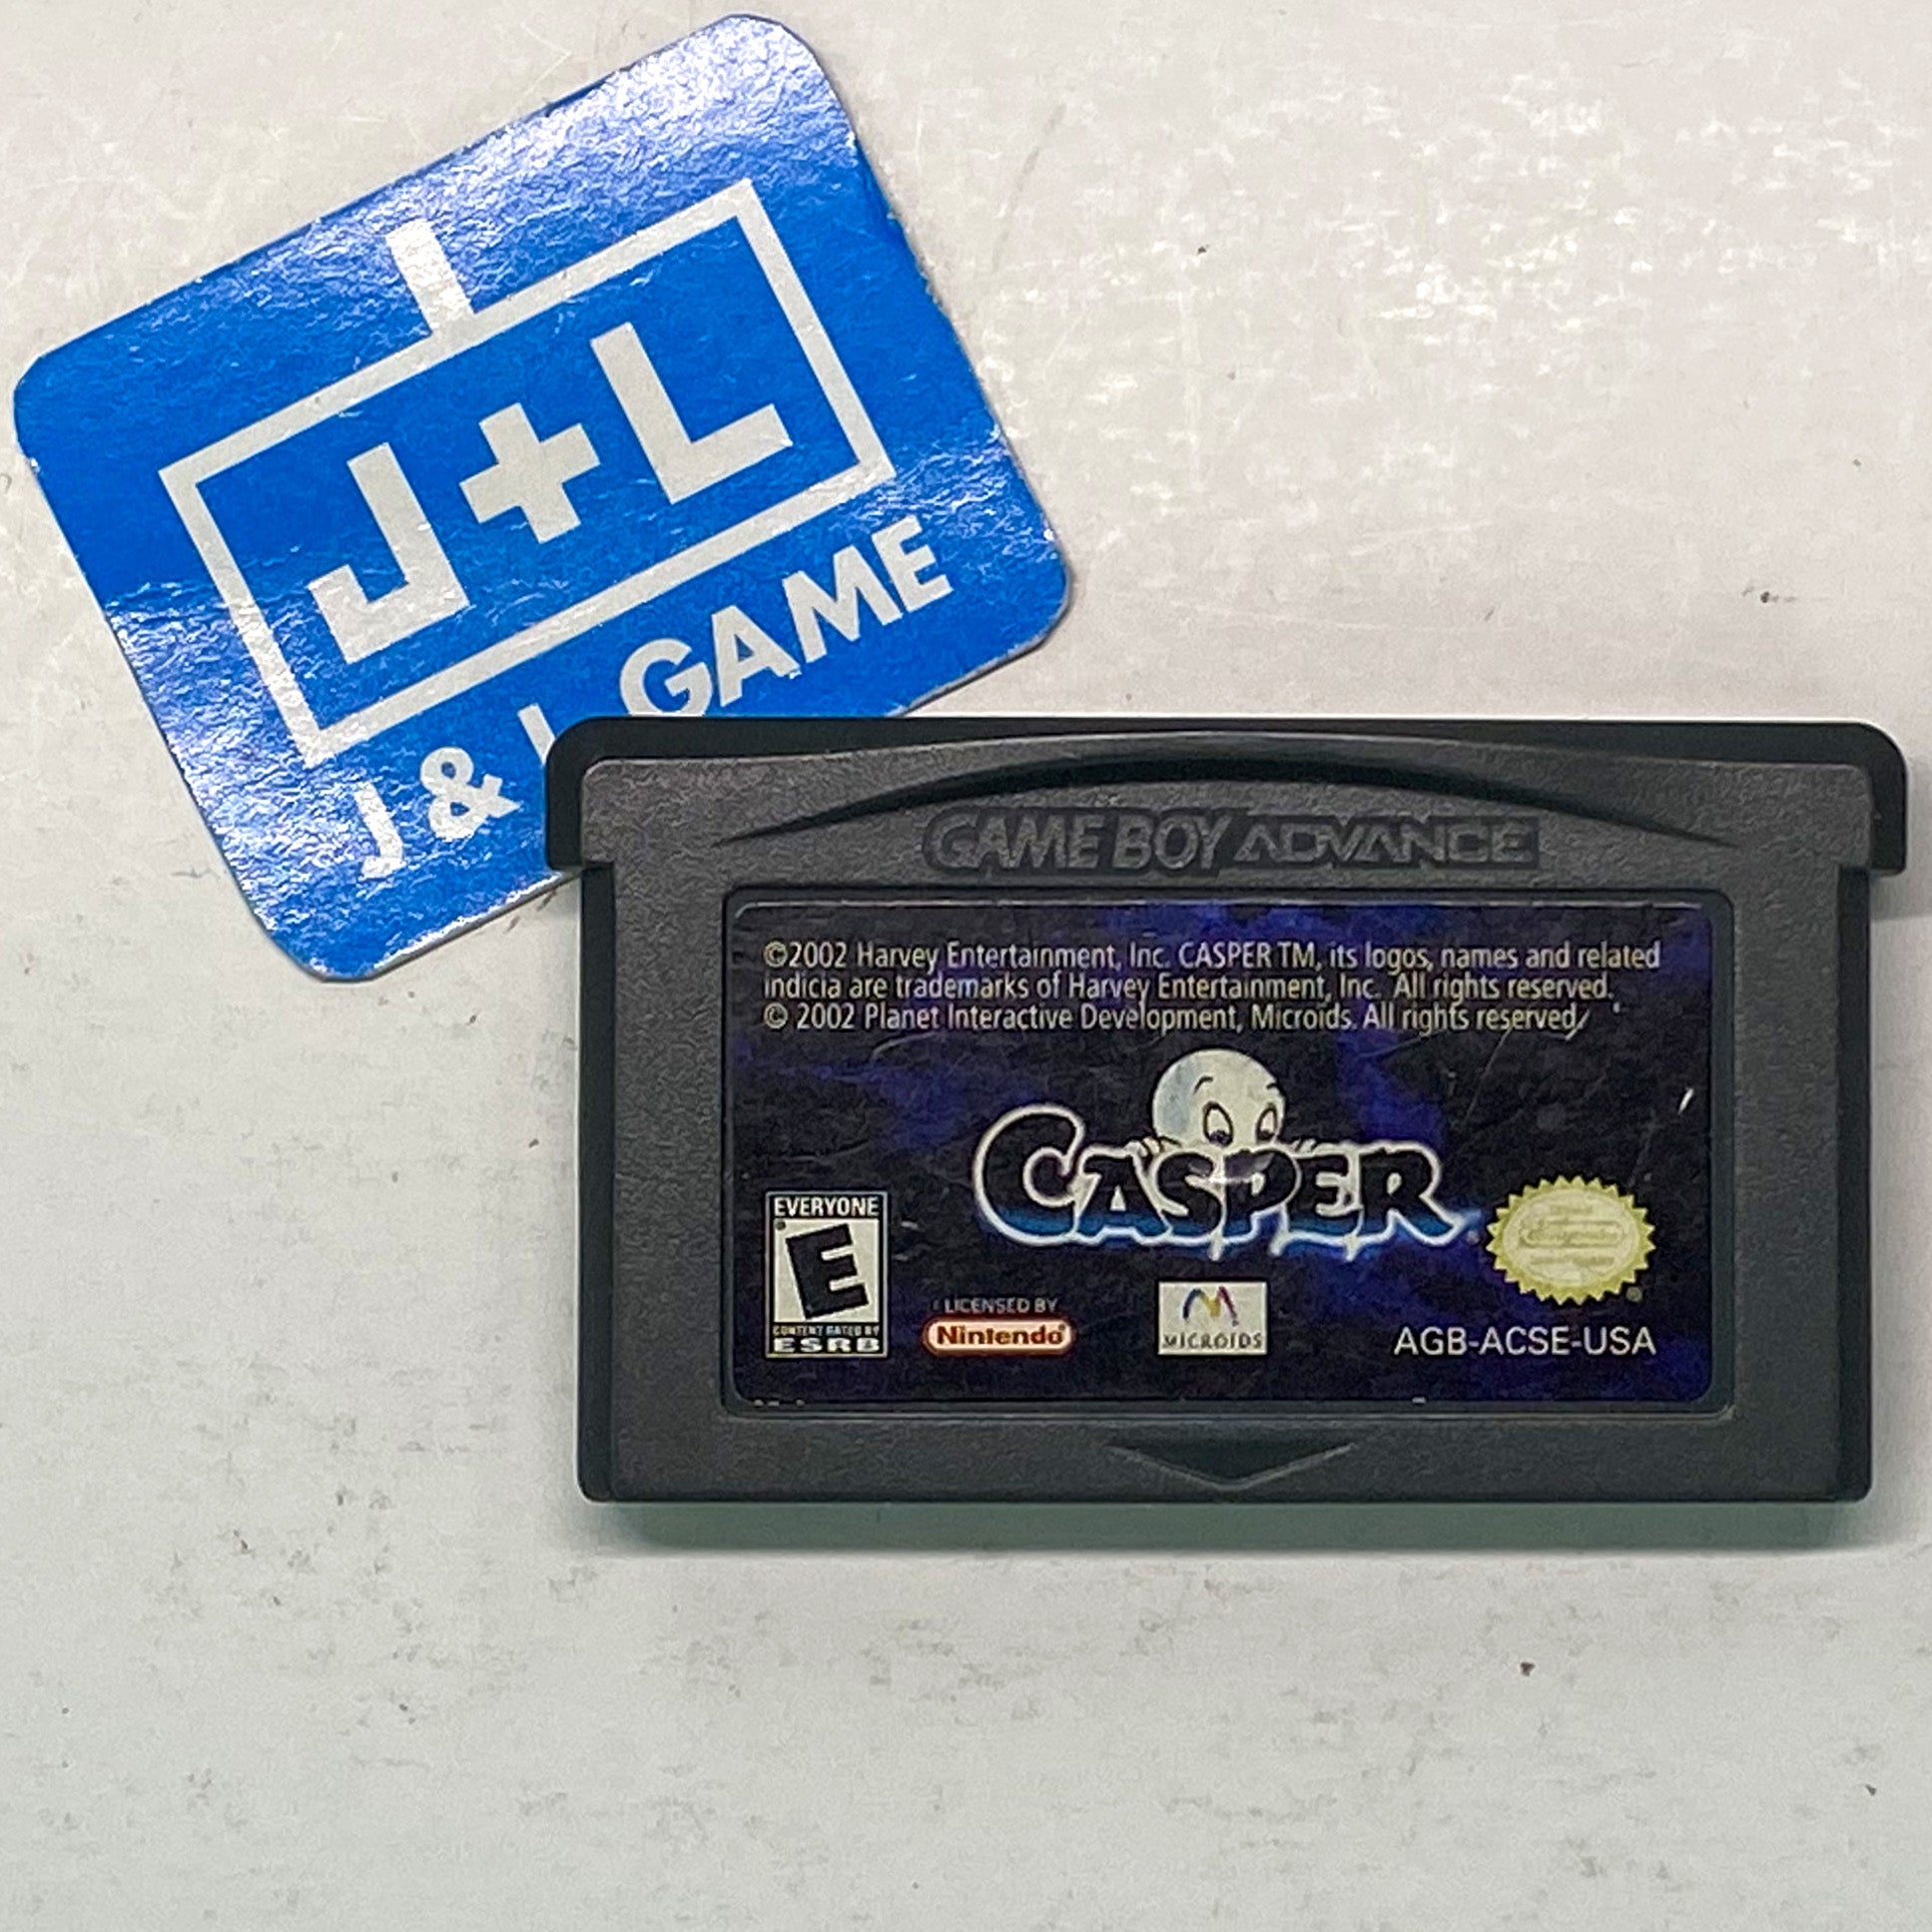 J+L
J & L GAME
GAME BOY ADVANCE
©2002 Harvey Entertainment, Inc. CASPER TM, its logos, names and related
indicia are trademarks of Harvey Entertainment, Inc. All rights reserved.
© 2002 Planet Interactive Development, Microids. All rights reserved.
CASPER
EVERYONE
E
CONTENT RATED BY
ESRB
LICENSED BY
Nintendo
MICROIDS
AGB-ACSE-USA